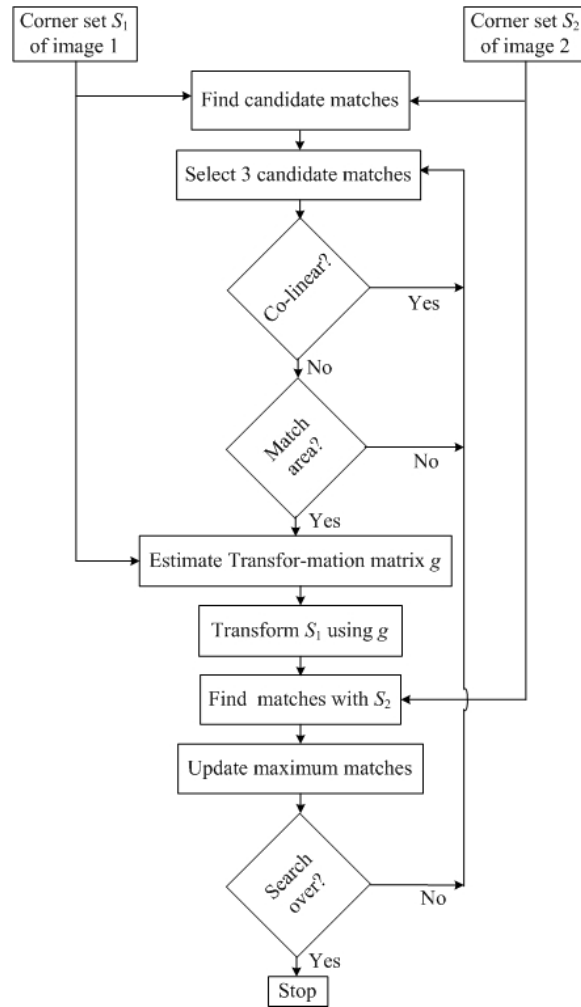 Corner set S₁
of image 1
Corner set S₂
of image 2
Find candidate matches
Select 3 candidate matches
Co-linear?
Yes
No
Match
area?
No
Yes
Estimate Transfor-mation matrix g
Transform S₁ using g
Find matches with S₂
Update maximum matches
Search
over?
No
Yes
Stop